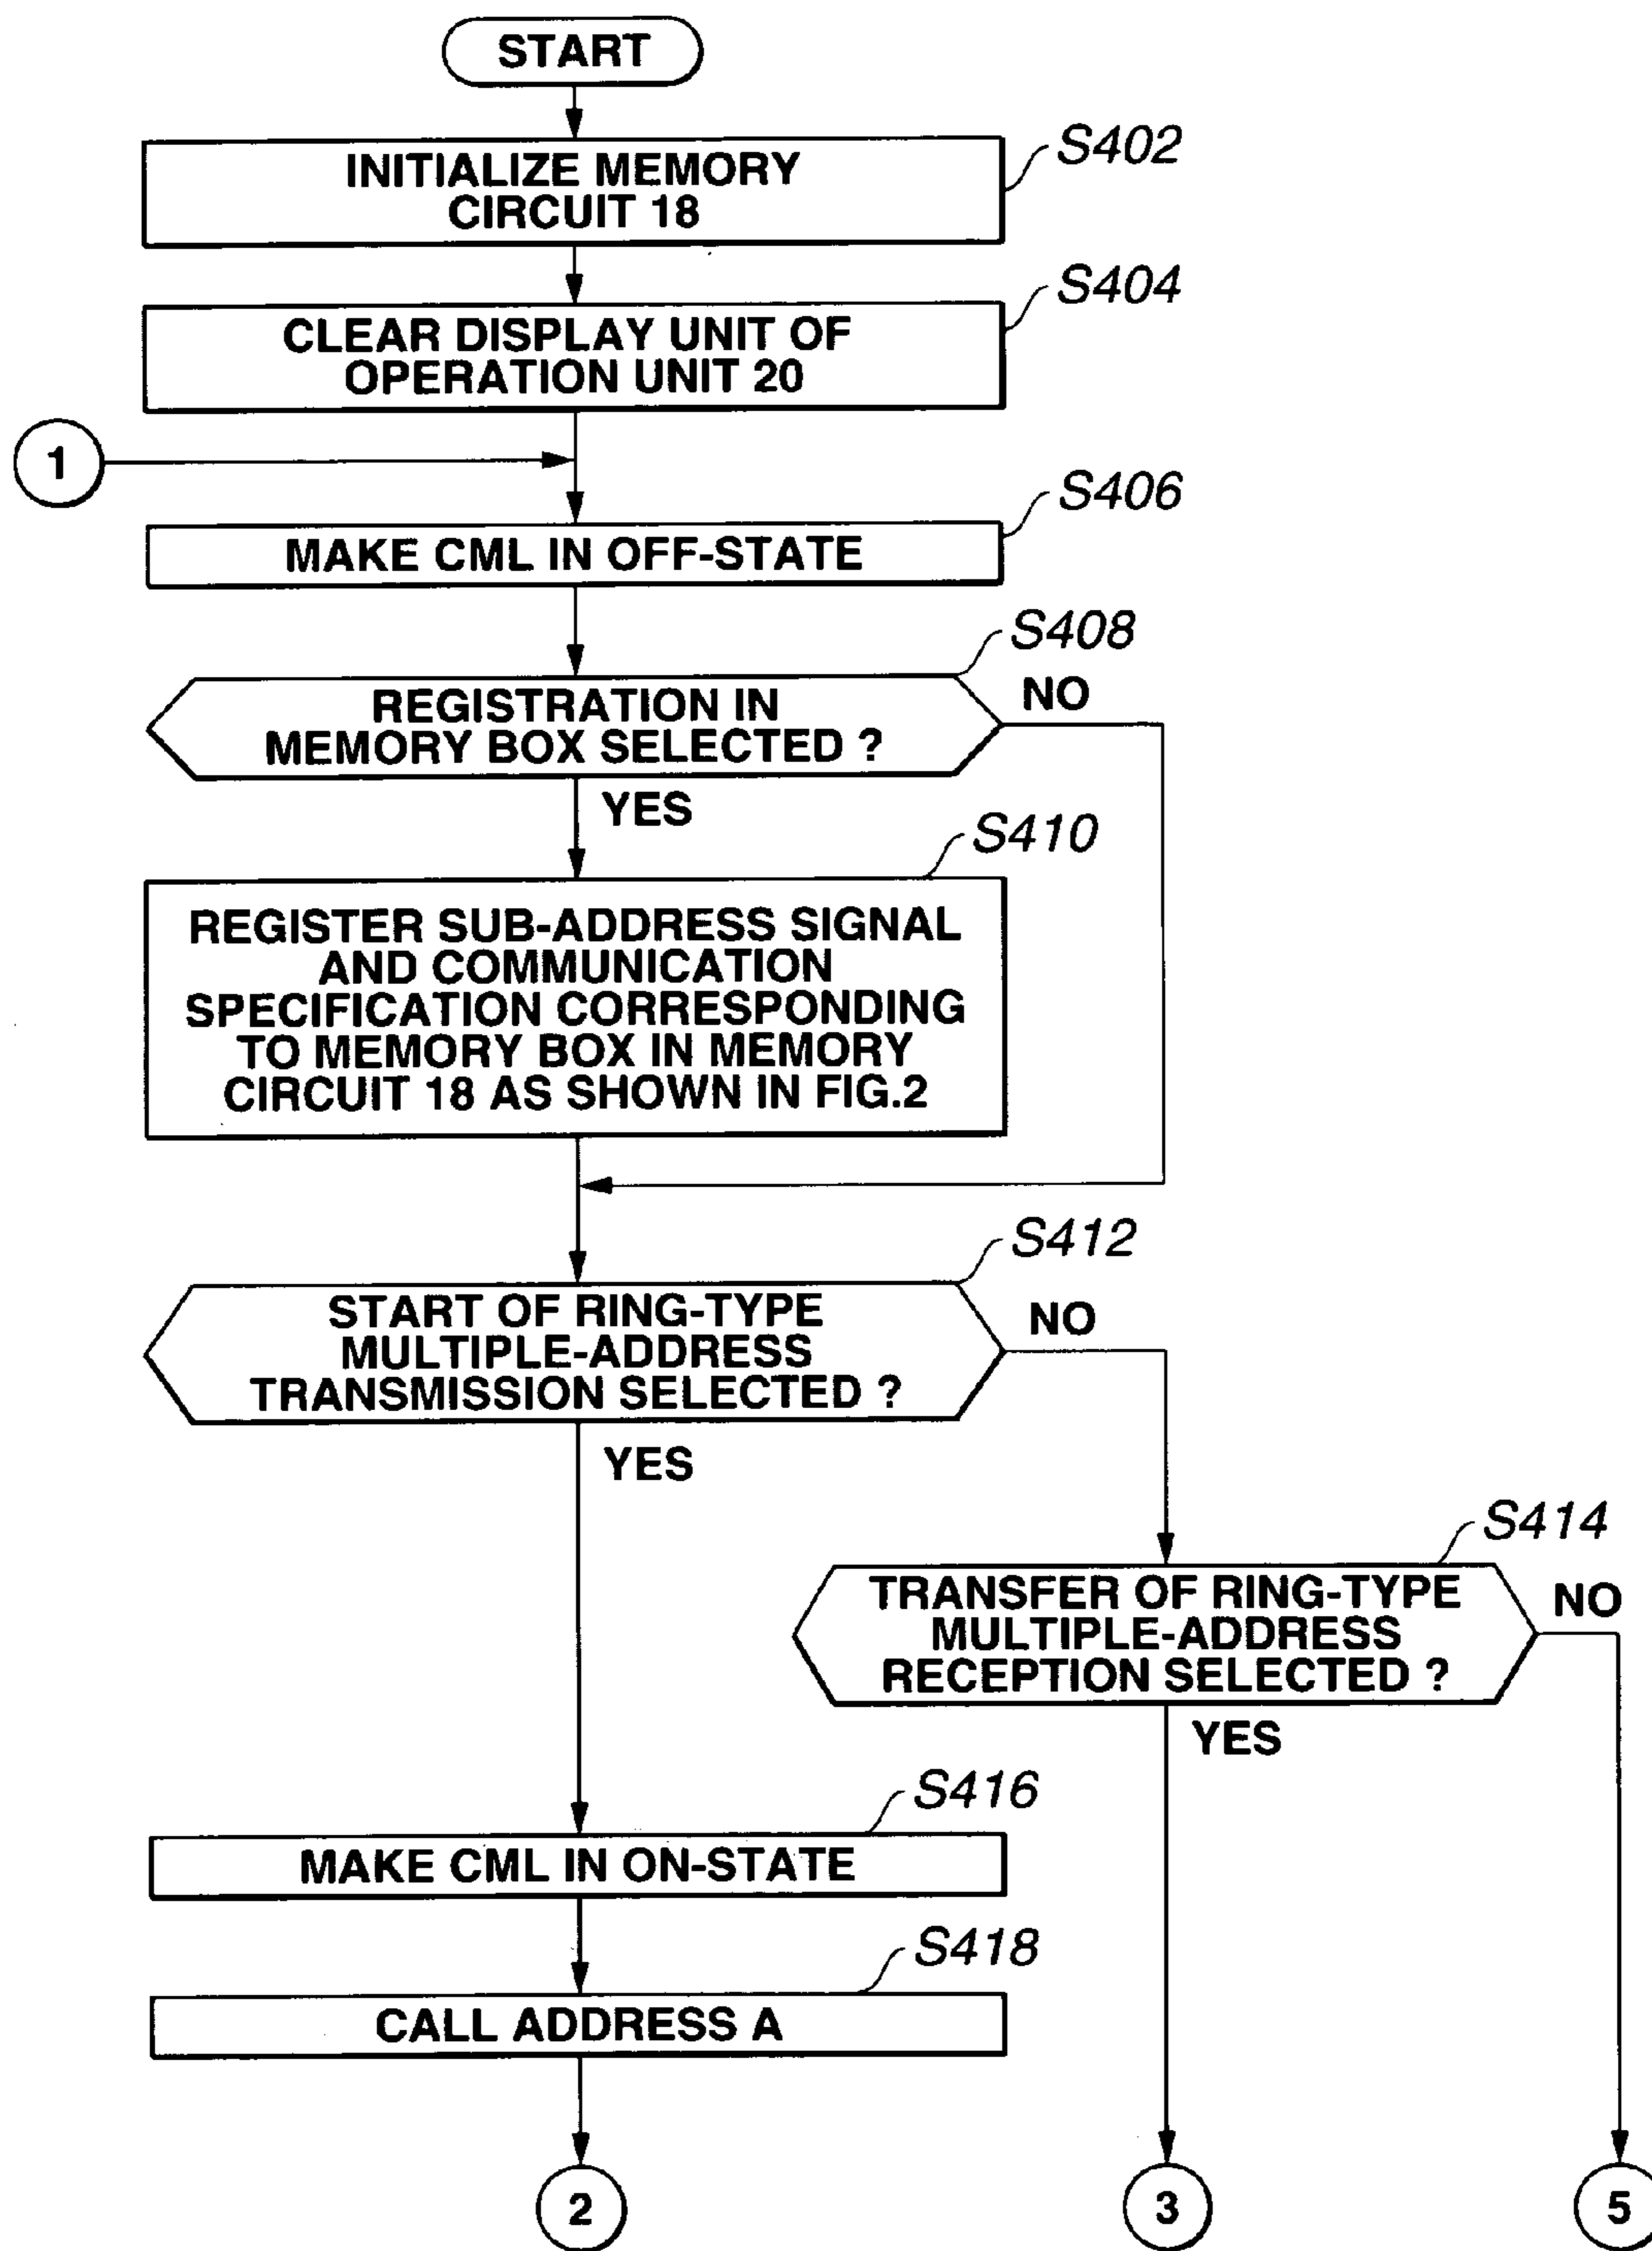 START
S402
INITIALIZE MEMORY
CIRCUIT 18
S404
CLEAR DISPLAY UNIT OF
OPERATION UNIT 20
1
S406
MAKE CML IN OFF-STATE
S408
REGISTRATION IN
MEMORY BOX SELECTED ?
NO
YES
S410
REGISTER SUB-ADDRESS SIGNAL
AND COMMUNICATION
SPECIFICATION CORRESPONDING
TO MEMORY BOX IN MEMORY
CIRCUIT 18 AS SHOWN IN FIG.2
S412
START OF RING-TYPE
MULTIPLE-ADDRESS
TRANSMISSION SELECTED ?
NO
YES
S414
TRANSFER OF RING-TYPE
MULTIPLE-ADDRESS
RECEPTION SELECTED ?
NO
YES
S416
MAKE CML IN ON-STATE
S418
CALL ADDRESS A
2
3
5